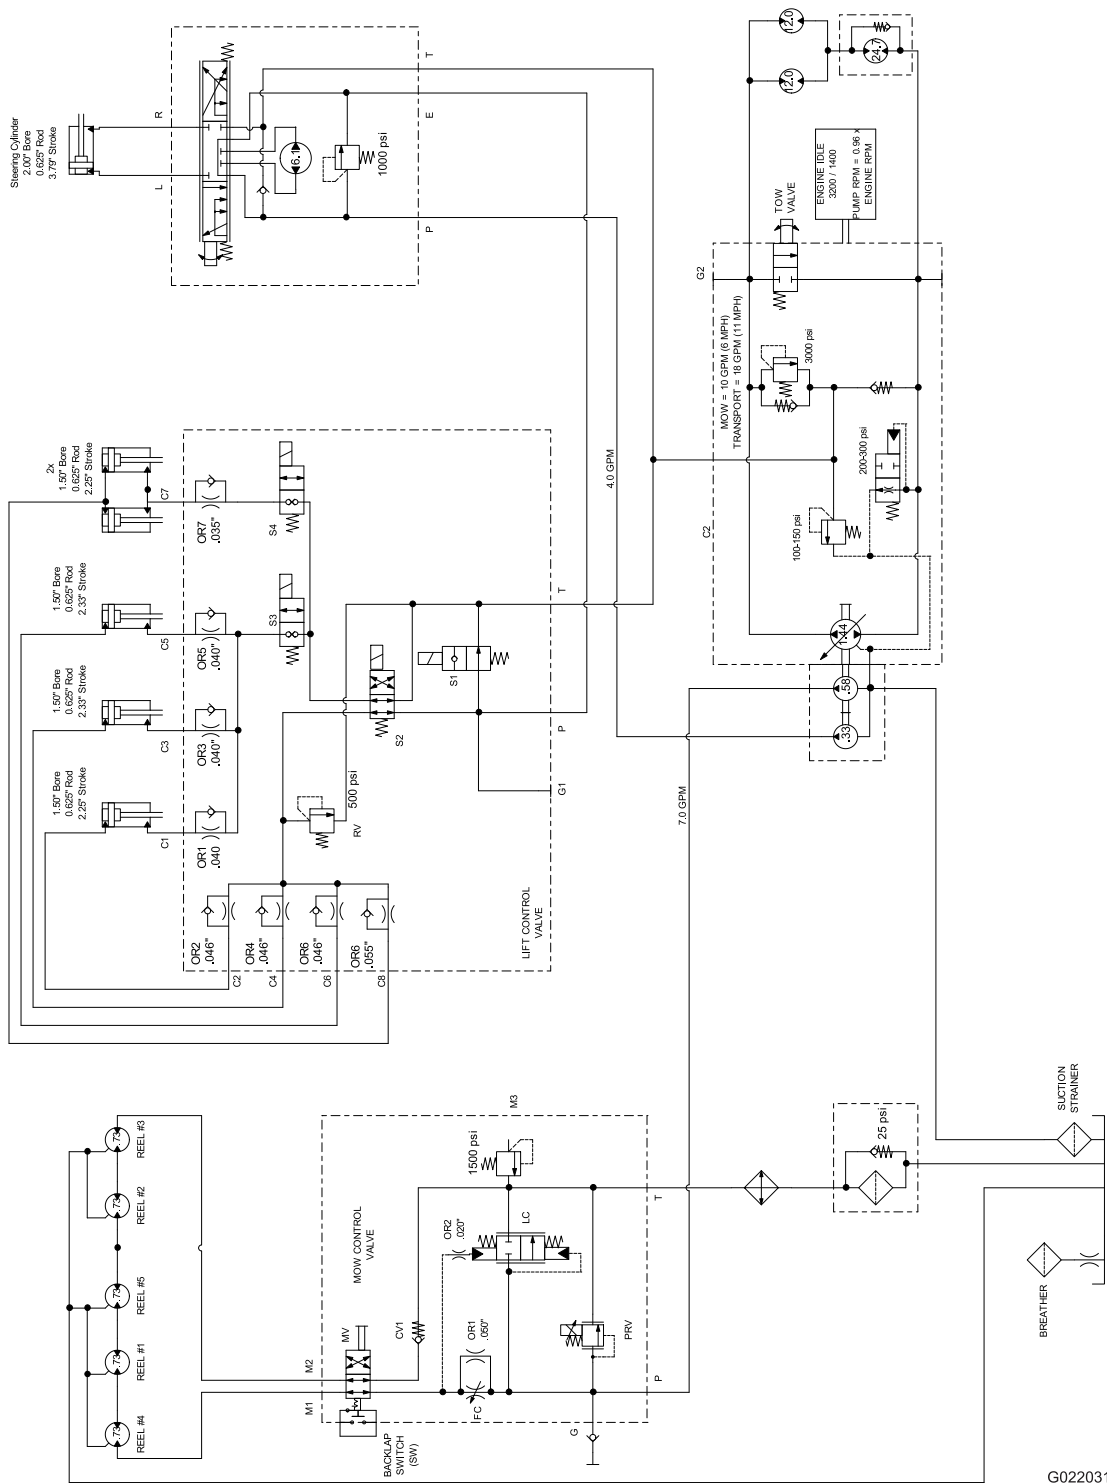 Steering Cylinder
2.00" Bore
0.625" Rod
3.79" Stroke
R
L
6.1
1000 psi
T
E
P
12.0
12.0
24.7
ENGINE IDLE
3200 / 1400
PUMP RPM = 0.96 x
ENGINE RPM
TOW
VALVE
G2
MOW = 10 GPM (6 MPH)
TRANSPORT = 18 GPM (11 MPH)
3000 psi
200-300 psi
100-150 psi
C2
1.44
.58
.33
4.0 GPM
7.0 GPM
2x
1.50" Bore
0.625" Rod
2.25" Stroke
C7
OR7
.035"
S4
1.50" Bore
0.625" Rod
2.33" Stroke
C5
OR5
.040"
S3
1.50" Bore
0.625" Rod
2.33" Stroke
C3
OR3
.040"
1.50" Bore
0.625" Rod
2.25" Stroke
C1
OR1
.040
S1
S2
T
P
G1
500 psi
RV
OR2
.046"
OR4
.046"
OR6
.046"
OR6
.055"
C2
C4
C6
C8
LIFT CONTROL
VALVE
.73
REEL #3
.73
REEL #2
.73
REEL #5
.73
REEL #1
.73
REEL #4
M3
1500 psi
MOW CONTROL
VALVE
OR2
.020"
LC
CV1
MV
M2
M1
OR1
.060"
FC
PRV
T
P
G
BACKLAP
SWITCH
(SW)
25 psi
SUCTION
STRAINER
BREATHER
G022031